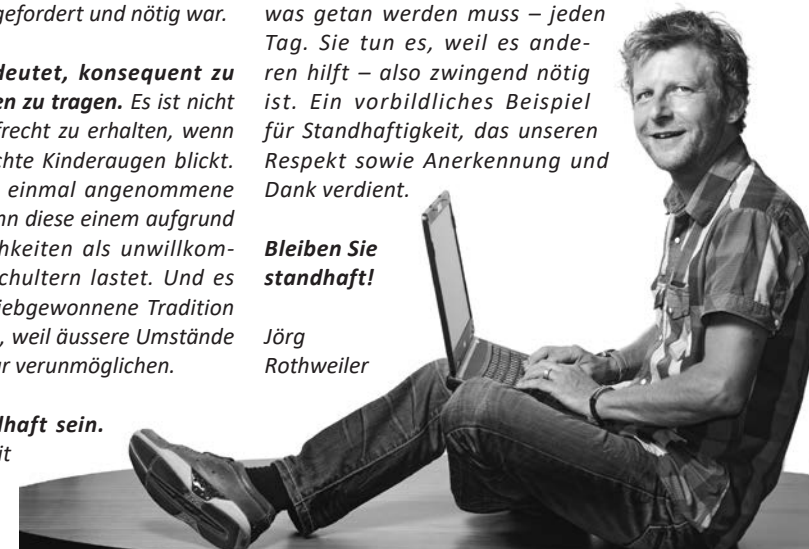 gefordert und nötig war.
deutet, konsequent zu
en zu tragen. Es ist nicht
frecht zu erhalten, wenn
chte Kinderaugen blickt.
einmal angenommene
nn diese einem aufgrund
hkeiten als unwillkom-
chultern lastet. Und es
iebgewonnene Tradition
, weil äussere Umstände
ar verunmöglichen.
dhaft sein.
it
was getan werden muss – jeden
Tag. Sie tun es, weil es ande-
ren hilft – also zwingend nötig
ist. Ein vorbildliches Beispiel
für Standhaftigkeit, das unseren
Respekt sowie Anerkennung und
Dank verdient.
Bleiben Sie
standhaft!
Jörg
Rothweiler